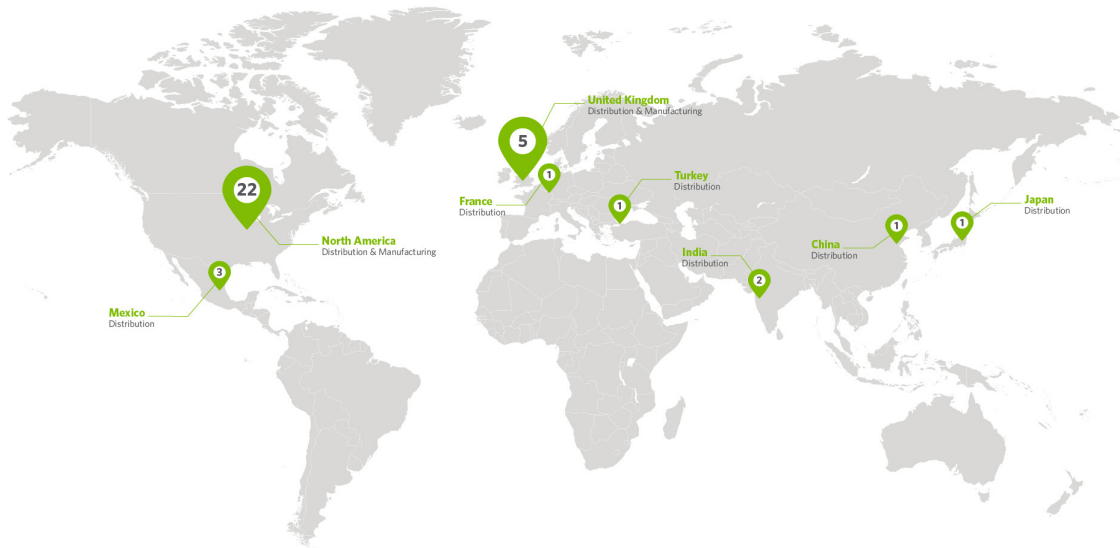 United Kingdom
Distribution & Manufacturing
5
1
France
Distribution
Turkey
Distribution
1
22
North America
Distribution & Manufacturing
3
Mexico
Distribution
India
Distribution
2
China
Distribution
1
Japan
Distribution
1